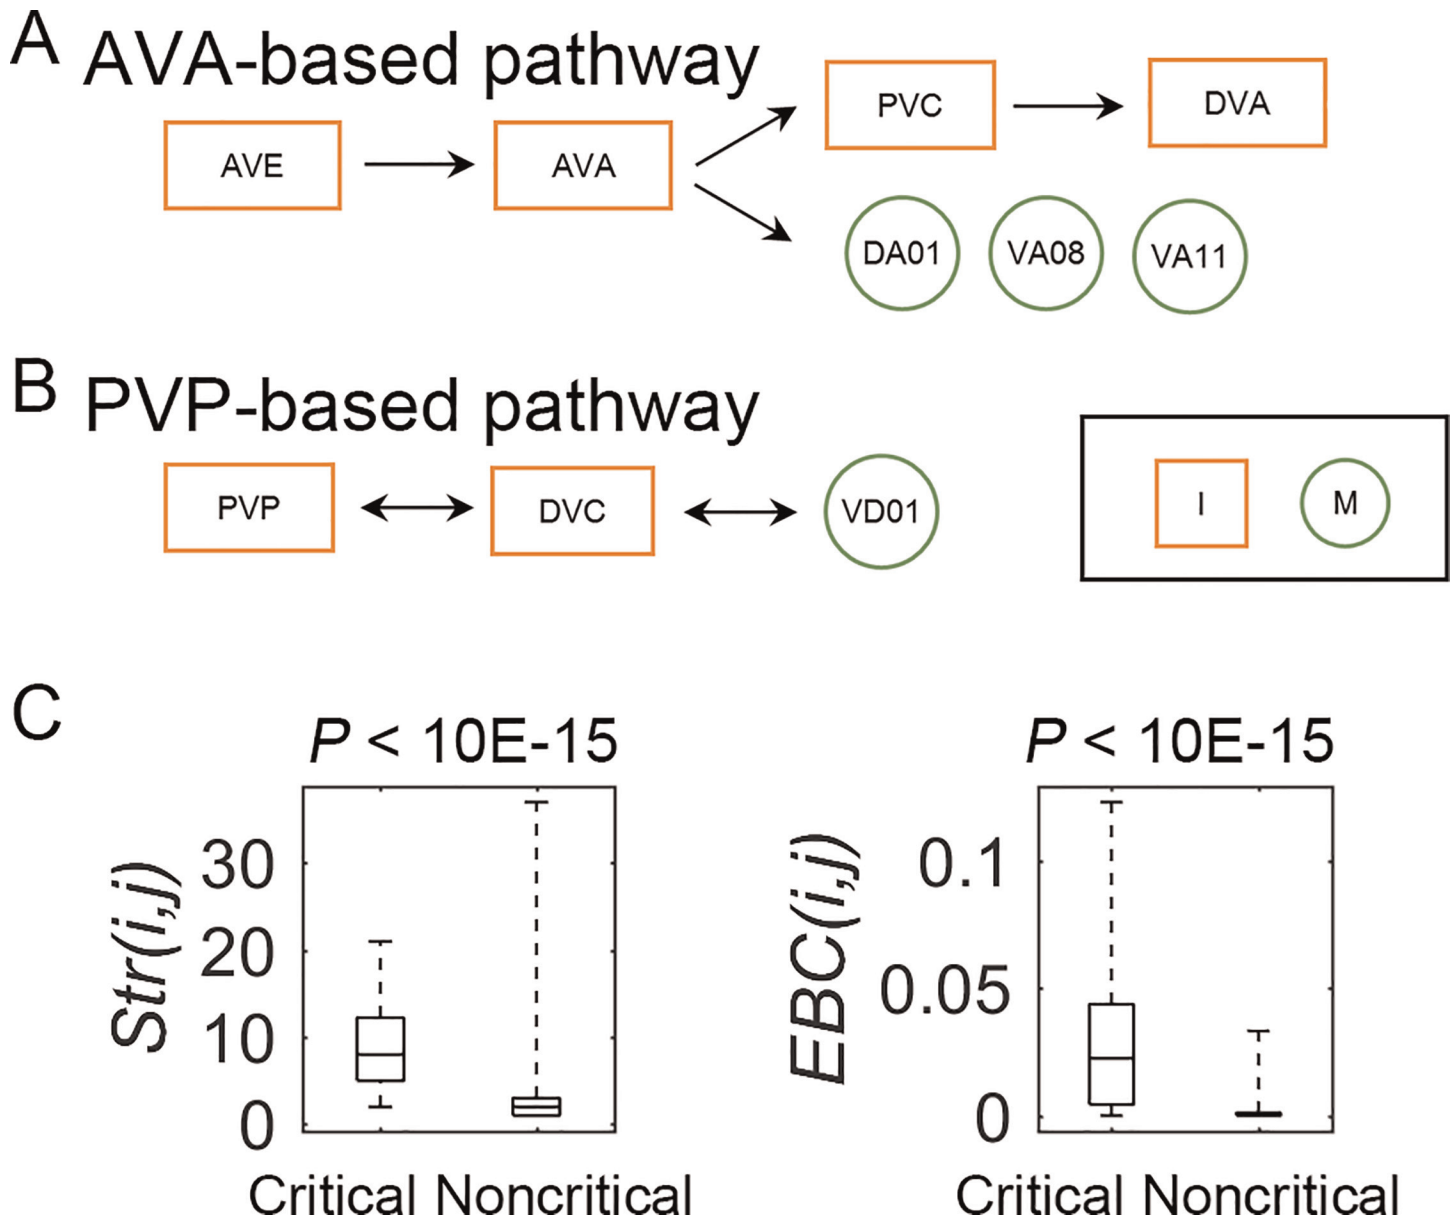 A AVA-based pathway
AVE AVA PVC DVA
DA01 VA08 VA11
B PVP-based pathway
PVP DVC VD01 I M
C
P < 10E-15
Str(i,j)
30
20
10
0
Critical Noncritical
P < 10E-15
EBC(i,j)
0.1
0.05
0
Critical Noncritical